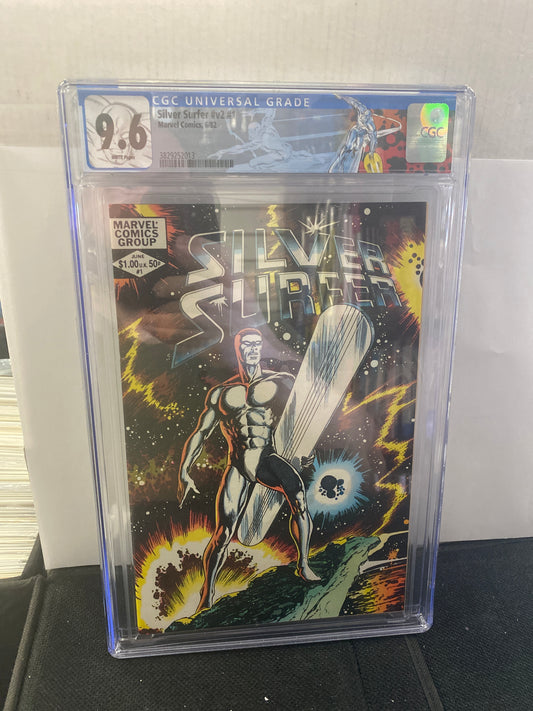 CGC UNIVERSAL GRADE
9.6
WHITE Pages
Silver Surfer #v2 #1
Marvel Comics, 6/82
3829252013
CGC
MARVEL
COMICS
GROUP
JUNE
$1.00 U.K. 50p
#1
SILVER
SURFER